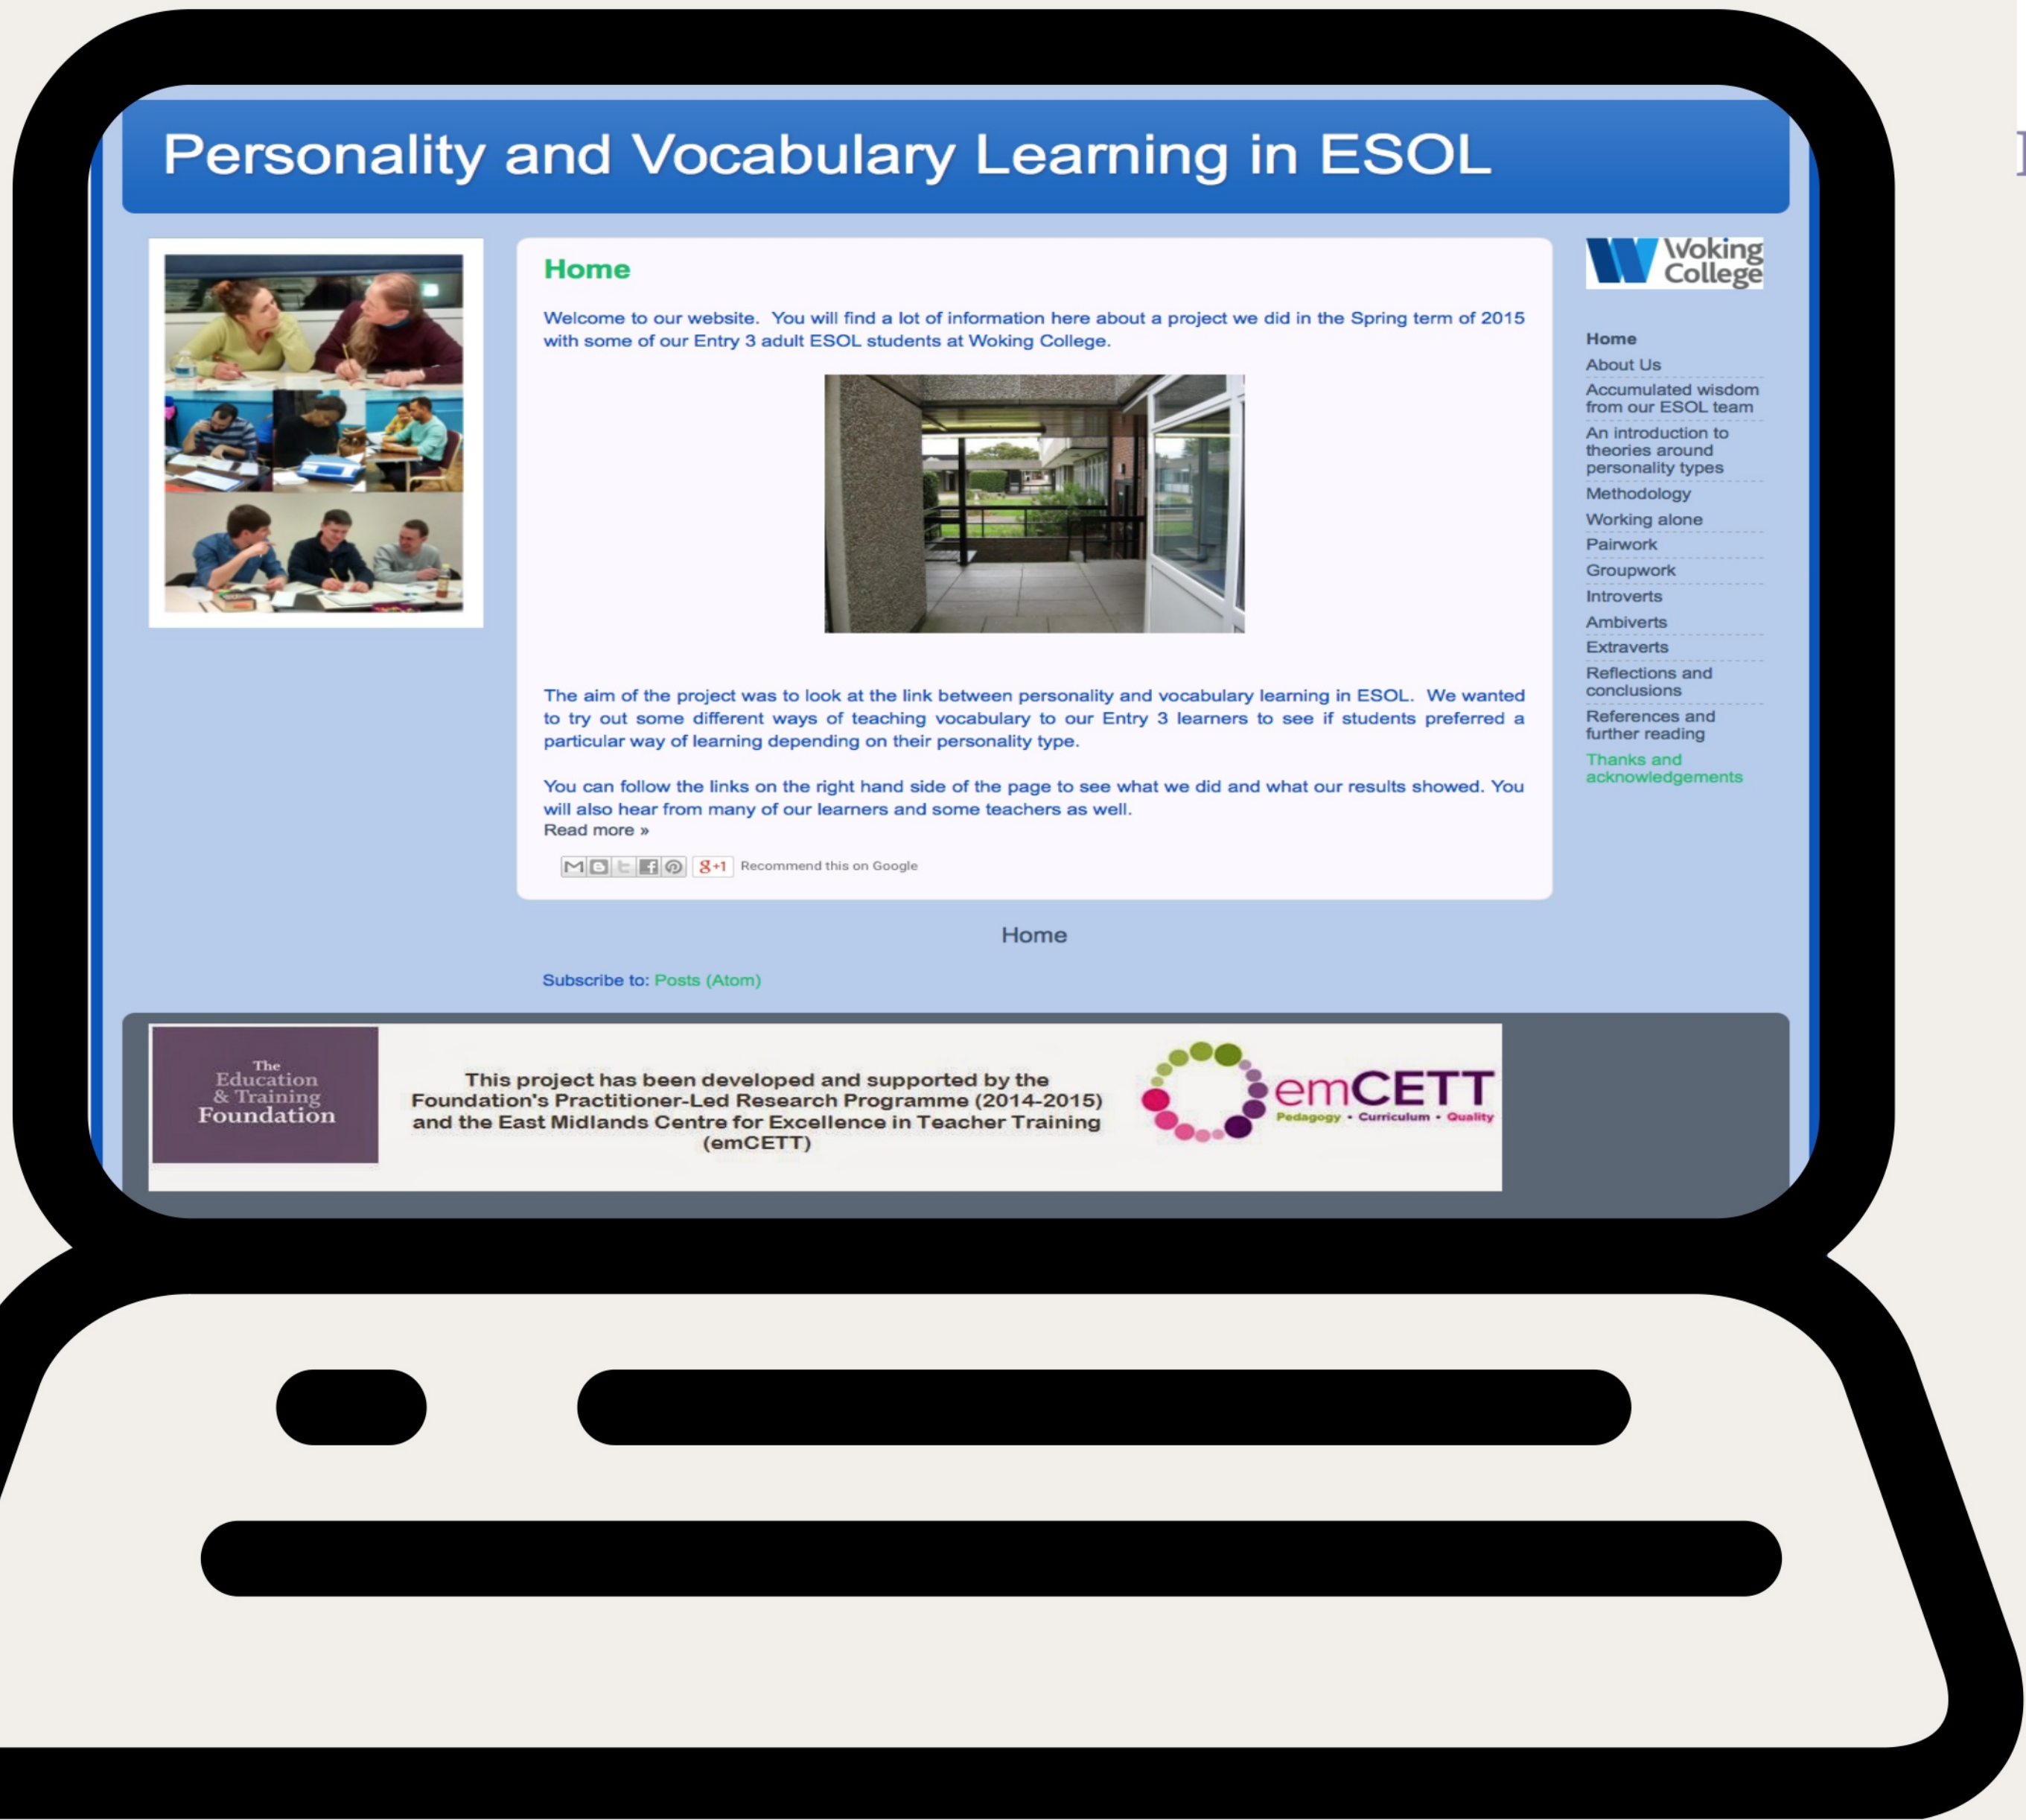 Personality and Vocabulary Learning in ESOL
Home
Welcome to our website. You will find a lot of information here about a project we did in the Spring term of 2015
with some of our Entry 3 adult ESOL students at Woking College.
The aim of the project was to look at the link between personality and vocabulary learning in ESOL. We wanted
to try out some different ways of teaching vocabulary to our Entry 3 learners to see if students preferred a
particular way of learning depending on their personality type.
You can follow the links on the right hand side of the page to see what we did and what our results showed. You
will also hear from many of our learners and some teachers as well.
Read more »
g+1 Recommend this on Google
Home
Subscribe to: Posts (Atom)
Woking
College
Home
About Us
Accumulated wisdom
from our ESOL team
An introduction to
theories around
personality types
Methodology
Working alone
Pairwork
Groupwork
Introverts
Ambiverts
Extraverts
Reflections and
conclusions
References and
further reading
Thanks and
acknowledgements
The
Education
& Training
Foundation
This project has been developed and supported by the
Foundation's Practitioner-Led Research Programme (2014-2015)
and the East Midlands Centre for Excellence in Teacher Training
(emCETT)
emCETT
Pedagogy • Curriculum • Quality